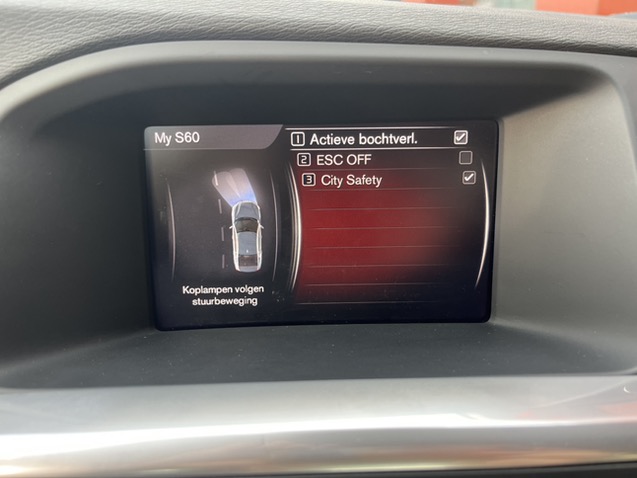 My S60
1 Actieve bochtverl.
2 ESC OFF
3 City Safety
Koplampen volgen
stuurbeweging